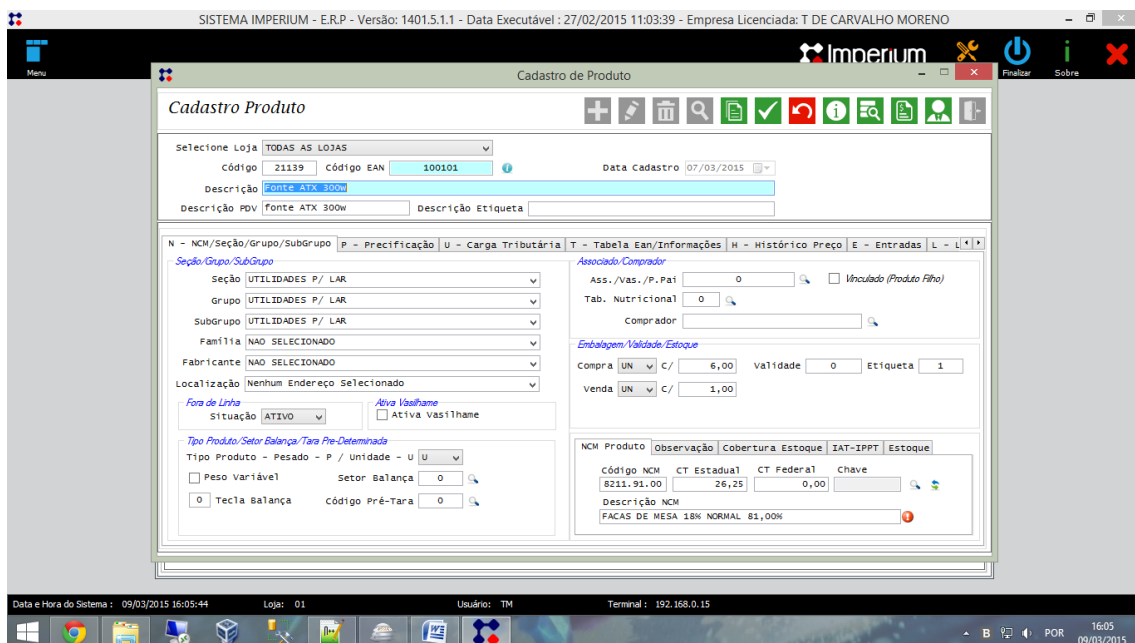 SISTEMA IMPERIUM - E.R.P - Versão: 1401.5.1.1 - Data Executável : 27/02/2015 11:03:39 - Empresa Licenciada: T DE CARVALHO MORENO
Menu
Imperium
Finalizar
Sobre
Cadastro de Produto
Cadastro Produto
Selecione Loja TODAS AS LOJAS
Código 21139 Código EAN 100101 Data Cadastro 07/03/2015
Descrição Fonte ATX 300w
Descrição PDV fonte ATX 300w Descrição Etiqueta
N - NCM/Seção/Grupo/SubGrupo P - Precificação U - Carga Tributária T - Tabela Ean/Informações H - Histórico Preço E - Entradas L - L
Seção/Grupo/SubGrupo
Seção UTILIDADES P/ LAR
Grupo UTILIDADES P/ LAR
SubGrupo UTILIDADES P/ LAR
Família NAO SELECIONADO
Fabricante NAO SELECIONADO
Localização Nenhum Endereço Selecionado
Fora de Linha
Situação ATIVO
Ativa Vasilhame
Ativa Vasilhame
Tipo Produto/Setor Balança/Tara Pre-Determinada
Tipo Produto - Pesado - P / Unidade - U U
Peso Variável Setor Balança 0
0 Tecla Balança Código Pré-Tara 0
Associado/Comprador
Ass./Vas./P.Pai 0 Vinculado (Produto Filho)
Tab. Nutricional 0
Comprador
Embalagem/Validade/Estoque
Compra UN C/ 6,00 Validade 0 Etiqueta 1
Venda UN C/ 1,00
NCM Produto Observação Cobertura Estoque IAT-IPPT Estoque
Código NCM CT Estadual CT Federal Chave
8211.91.00 26,25 0,00
Descrição NCM
FACAS DE MESA 18% NORMAL 81,00%
Data e Hora do Sistema : 09/03/2015 16:05:44 Loja: 01 Usuário: TM Terminal : 192.168.0.15
POR
16:05
09/03/2015